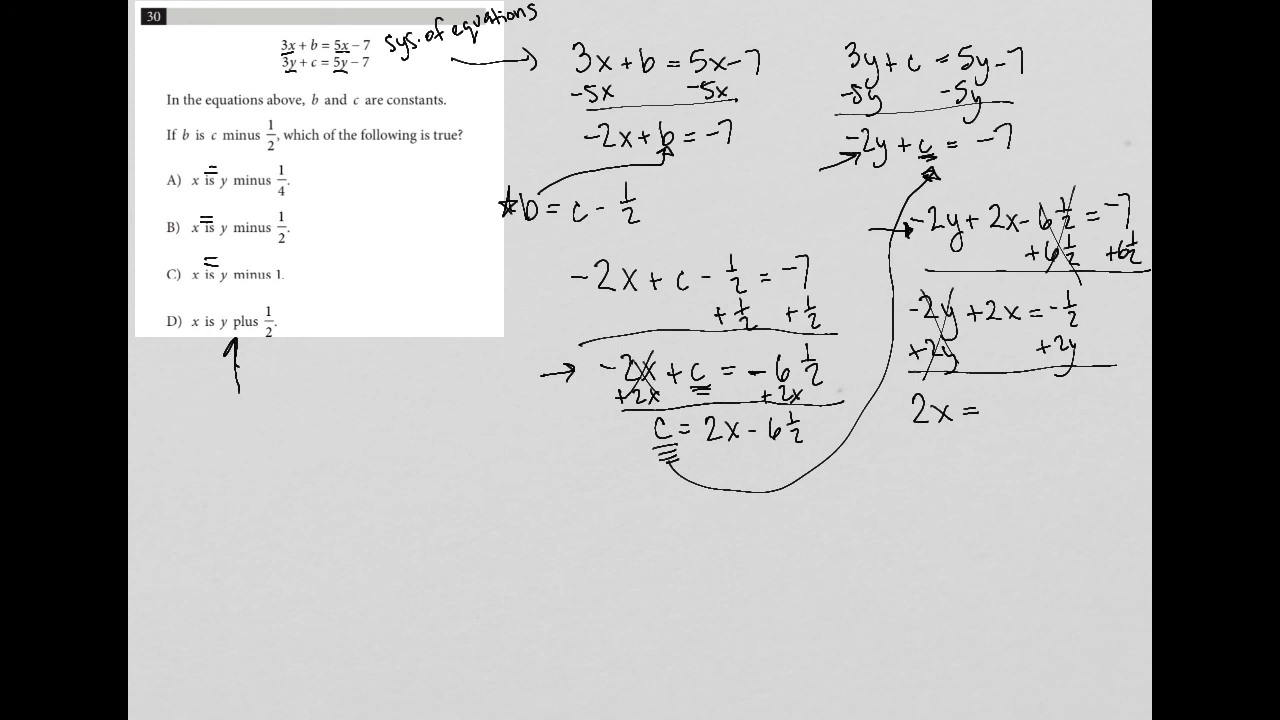 30
3x + b = 5x − 7
3y + c = 5y − 7
sys. of equations
In the equations above, b and c are constants.
If b is c minus 1/2, which of the following is true?
A) x is y minus 1/4.
B) x is y minus 1/2.
C) x is y minus 1.
D) x is y plus 1/2.
=
=
=
3x + b = 5x − 7
-5x -5x
-2x + b = -7
b = c - 1/2
-2x + c - 1/2 = -7
+ 1/2 + 1/2
-2x + c = -6 1/2
+2x +2x
c = 2x - 6 1/2
3y + c = 5y - 7
-5y -5y
-2y + c = -7
-2y + 2x - 6 1/2 = -7
+6 1/2 +6 1/2
-2y + 2x = -1/2
+2y +2y
2x =